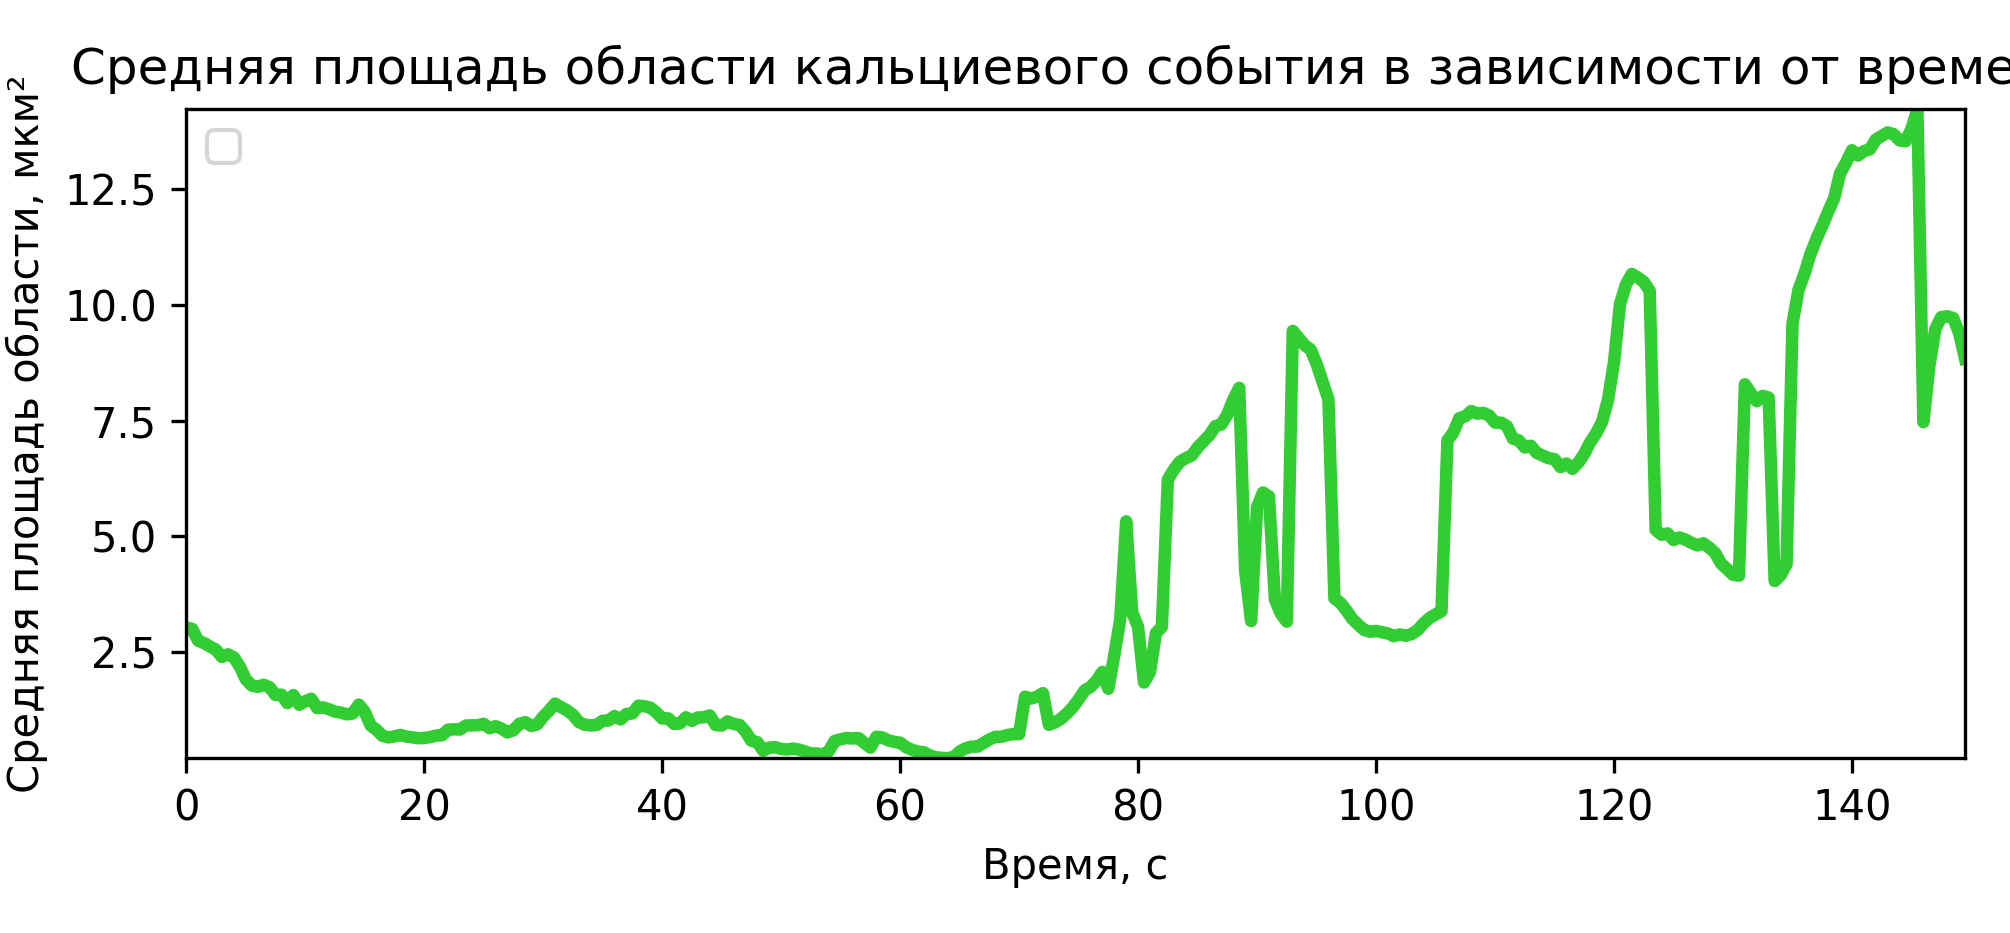 Средняя площадь области кальциевого события в зависимости от време
Средняя площадь области, мкм²
12.5
10.0
7.5
5.0
2.5
0 20 40 60 80 100 120 140
Время, с